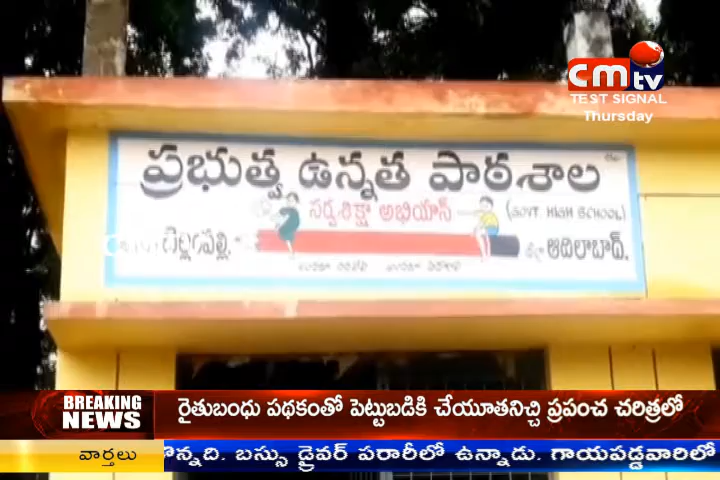 cmtv
TEST SIGNAL
Thursday
ప్రభుత్వ ఉన్నత పాఠశాల
సర్వశిక్షా అభియాన్ (GOVT. HIGH SCHOOL)
ఆదిలాబాద్.
BREAKING
NEWS
రైతుబంధు పథకంతో పెట్టుబడికి చేయూతనిచ్చి ప్రపంచ చరిత్రలో
వార్తలు
కొన్నది. బస్సు డ్రైవర్ పరారీలో ఉన్నాడు. గాయపడ్డవారిలో